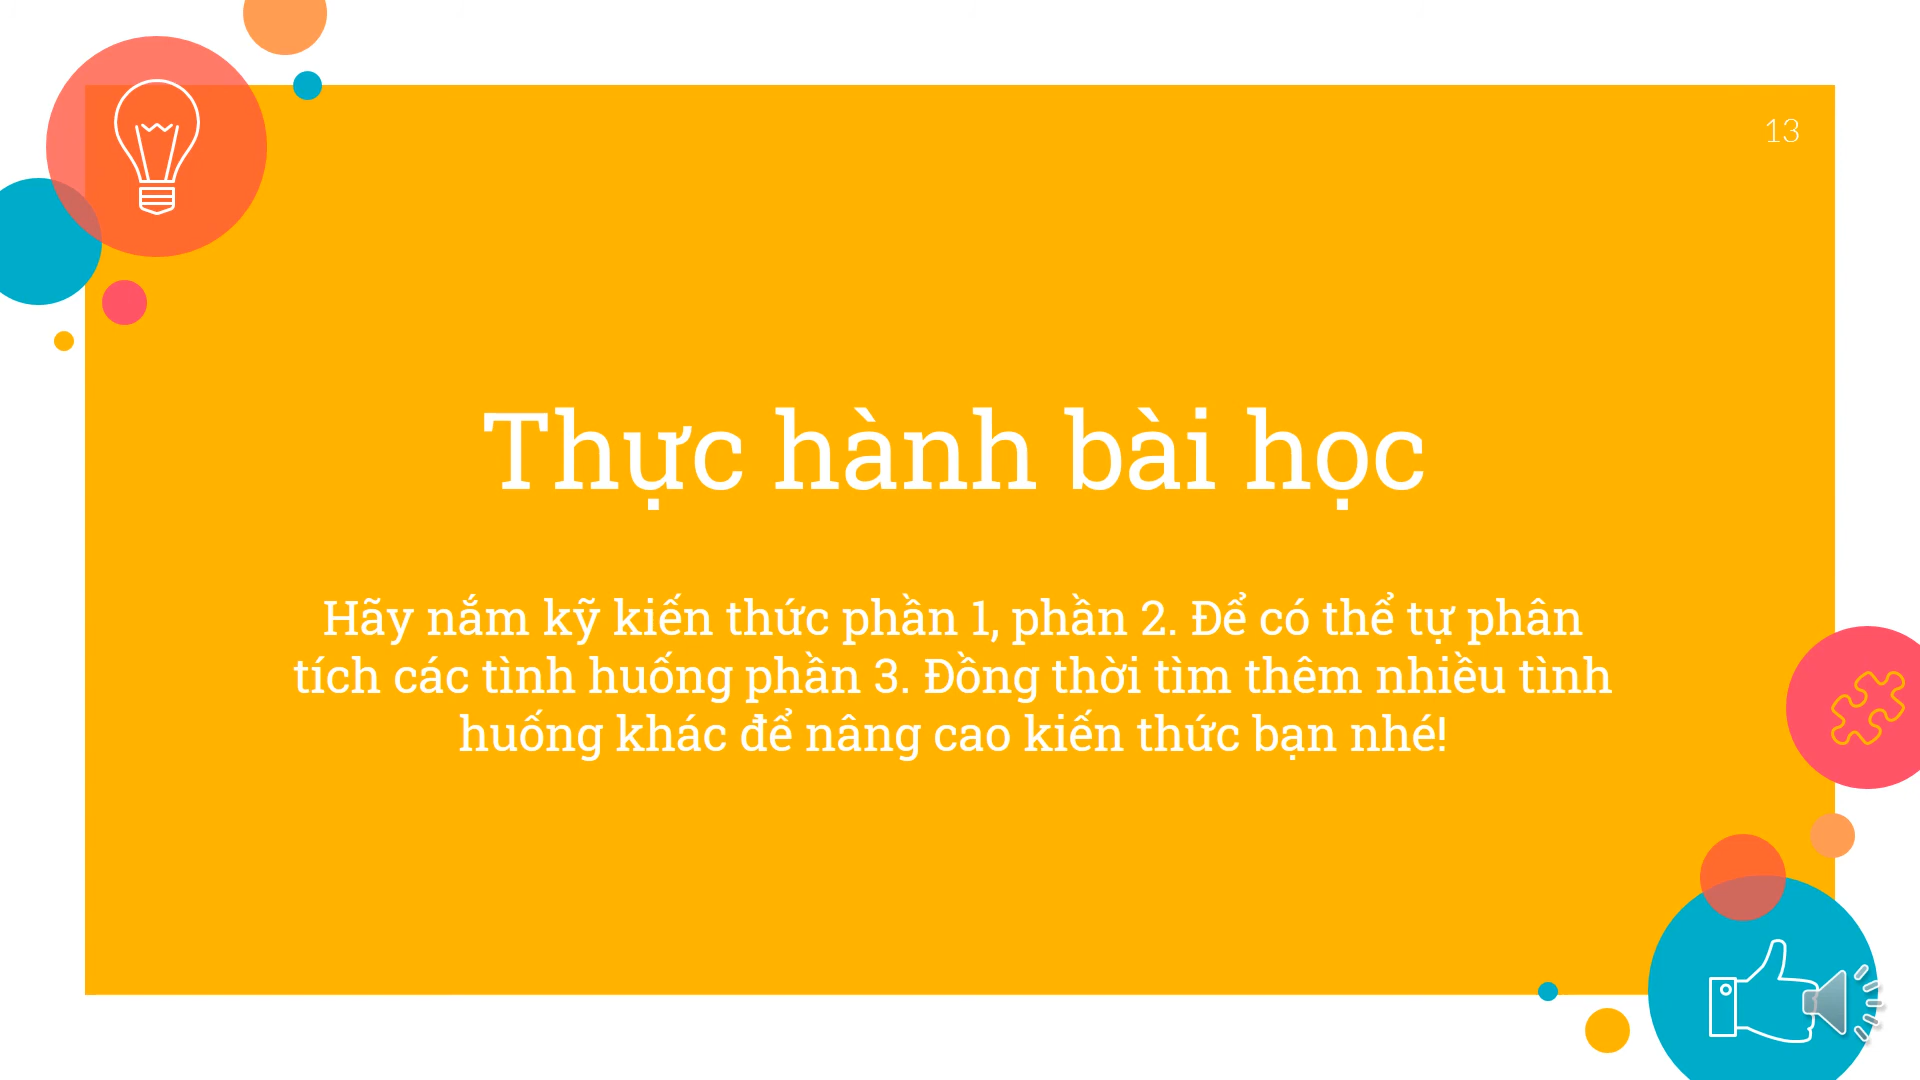 13
Thực hành bài học
Hãy nắm kỹ kiến thức phần 1, phần 2. Để có thể tự phân
tích các tình huống phần 3. Đồng thời tìm thêm nhiều tình
huống khác để nâng cao kiến thức bạn nhé!